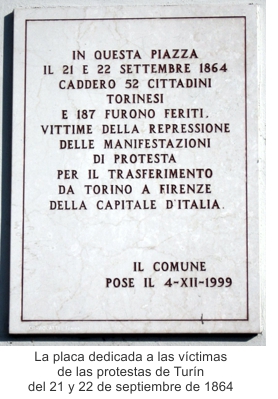 IN QUESTA PIAZZA
IL 21 E 22 SETTEMBRE 1864
CADDERO 52 CITTADINI
TORINESI
E 187 FURONO FERITI,
VITTIME DELLA REPRESSIONE
DELLE MANIFESTAZIONI
DI PROTESTA
PER IL TRASFERIMENTO
DA TORINO A FIRENZE
DELLA CAPITALE D'ITALIA.
IL COMUNE
POSE IL 4-XII-1999
La placa dedicada a las víctimas
de las protestas de Turín
del 21 y 22 de septiembre de 1864